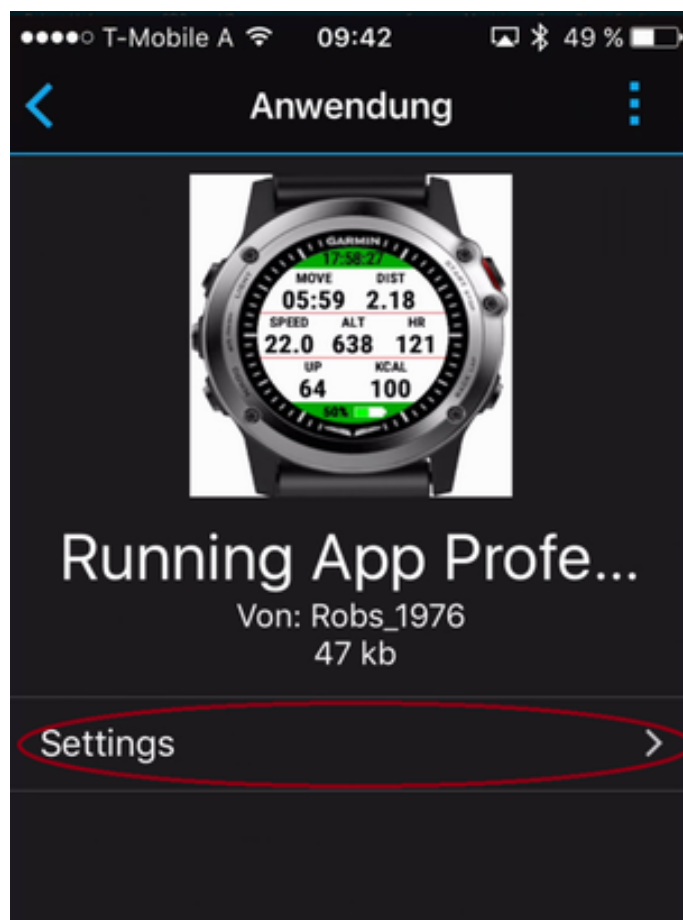 T-Mobile A 09:42 49 %
Anwendung
GARMIN
17:58:27
MOVE DIST
05:59 2.18
SPEED ALT HR
22.0 638 121
UP KCAL
64 100
50%
Running App Profe...
Von: Robs_1976
47 kb
Settings